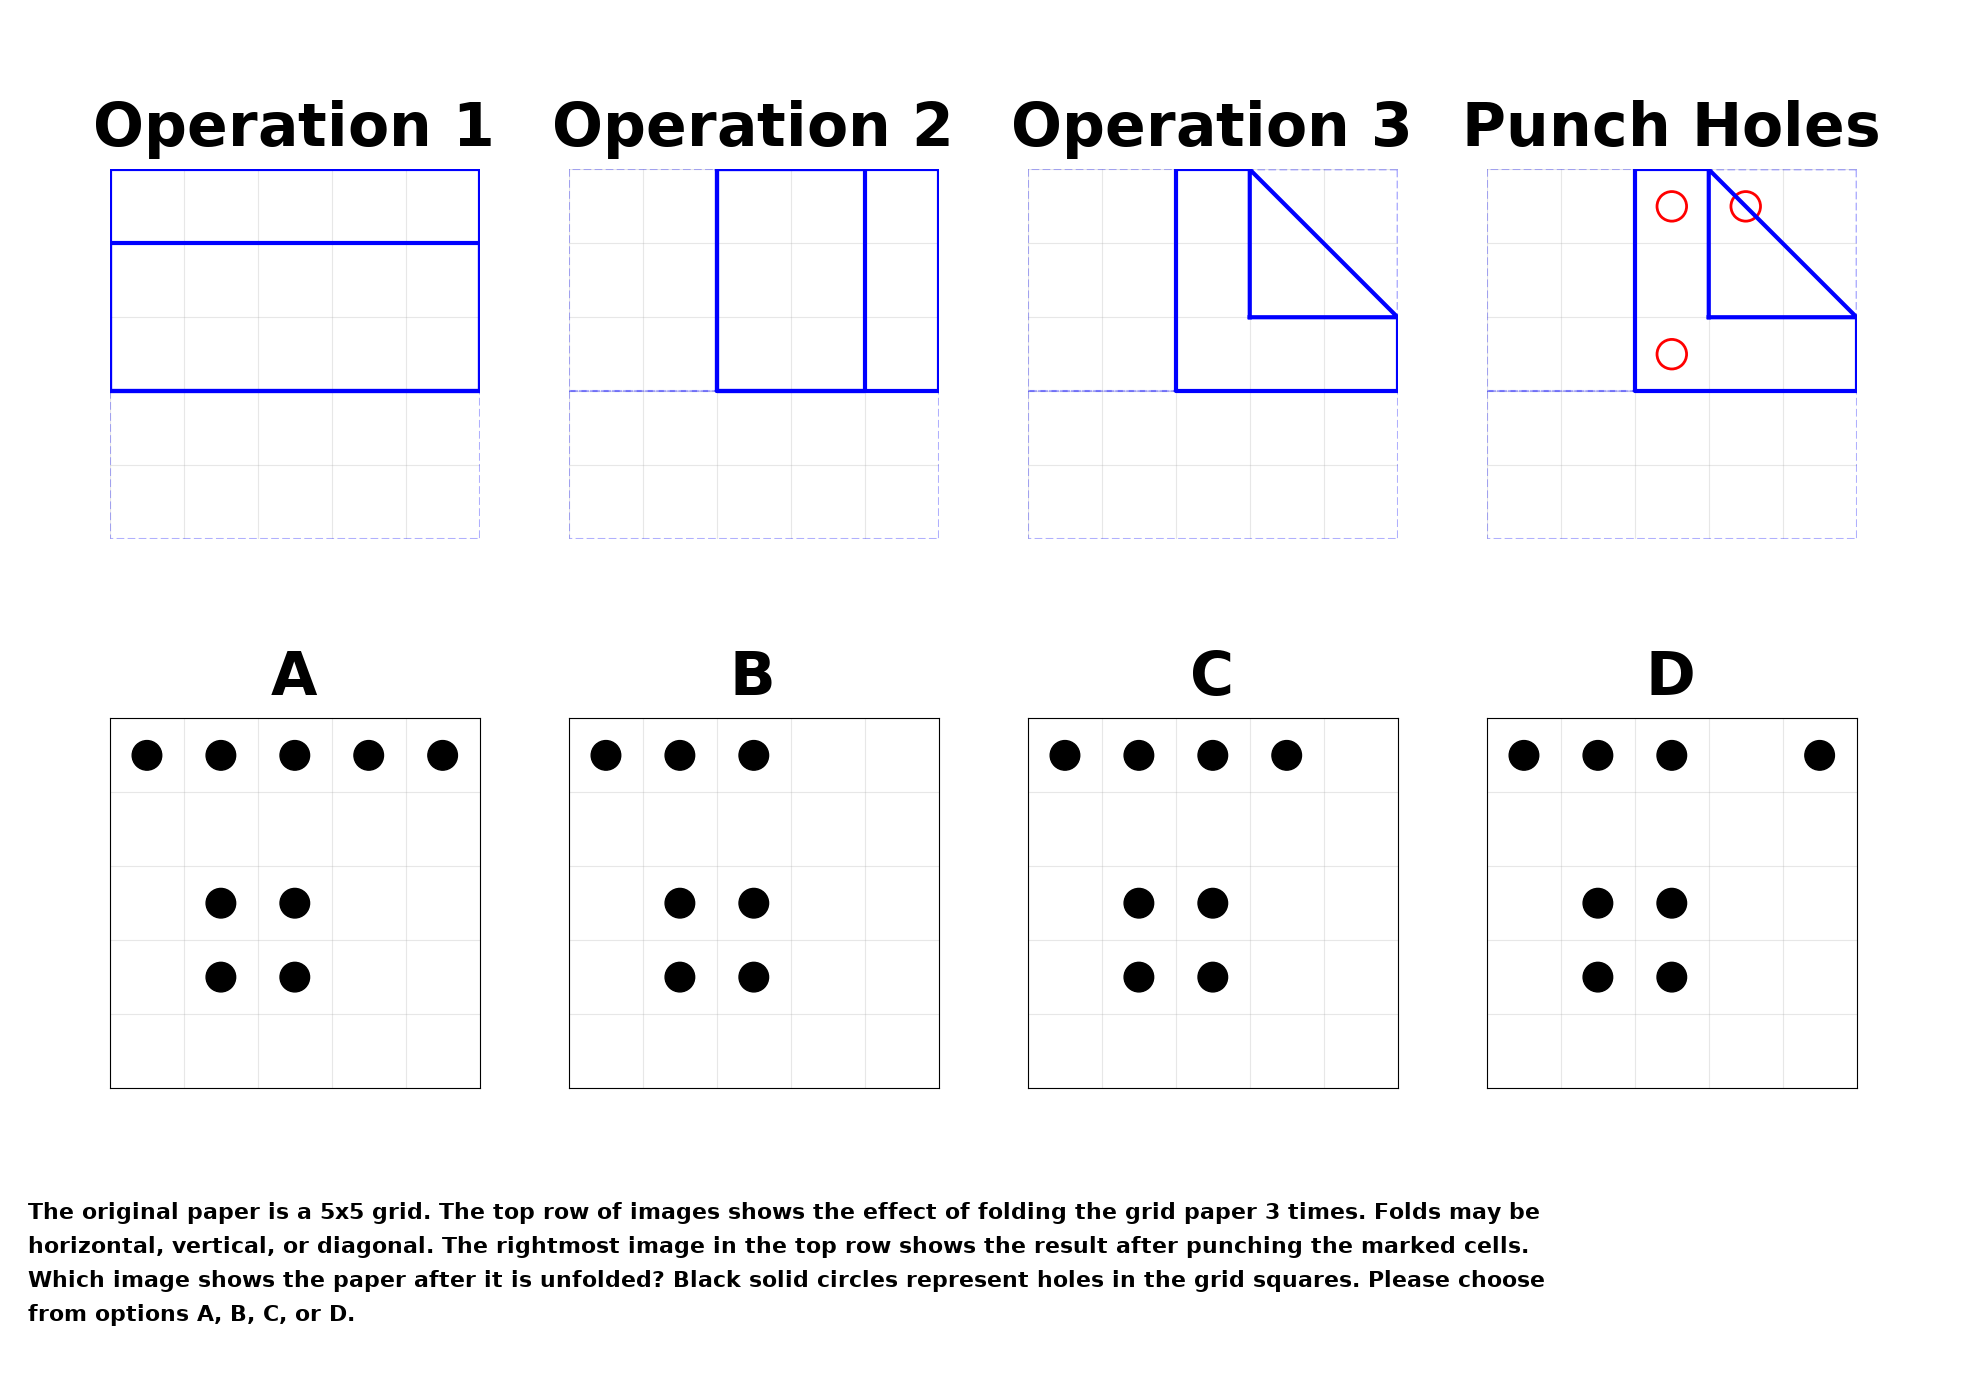 Operation 1 Operation 2 Operation 3 Punch Holes
A B C D
The original paper is a 5x5 grid. The top row of images shows the effect of folding the grid paper 3 times. Folds may be
horizontal, vertical, or diagonal. The rightmost image in the top row shows the result after punching the marked cells.
Which image shows the paper after it is unfolded? Black solid circles represent holes in the grid squares. Please choose
from options A, B, C, or D.